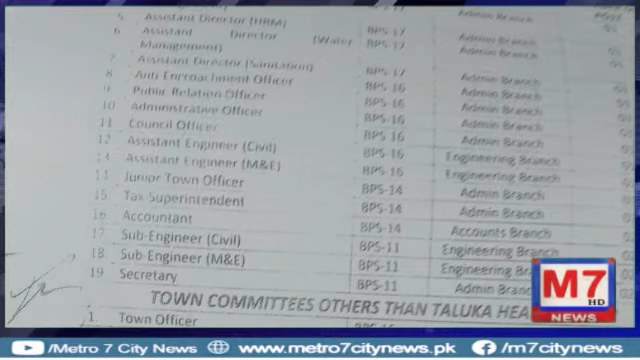 5 Assistant Director (HRM) BPS-17 Admin Branch
6 Assistant Director (Water Management) BPS-17 Admin Branch
7 Assistant Director (Sanitation) BPS-17 Admin Branch
8 Anti Encroachment Officer BPS-16 Admin Branch
9 Public Relation Officer BPS-16 Admin Branch
10 Administrative Officer BPS-16 Admin Branch
11 Council Officer BPS-16 Admin Branch
12 Assistant Engineer (Civil) BPS-16 Engineering Branch
13 Assistant Engineer (M&E) BPS-16 Engineering Branch
14 Junior Town Officer BPS-14 Admin Branch
15 Tax Superintendent BPS-14 Admin Branch
16 Accountant BPS-14 Accounts Branch
17 Sub-Engineer (Civil) BPS-11 Engineering Branch
18 Sub Engineer (M&E) BPS-11 Engineering
19 Secretary BPS-11 Admin
TOWN COMMITTEES OTHERS THAN TALUKA HEA
1. Town Officer
M7
HD
NEWS
/Metro 7 City News www.metro7citynews.pk /m7citynews